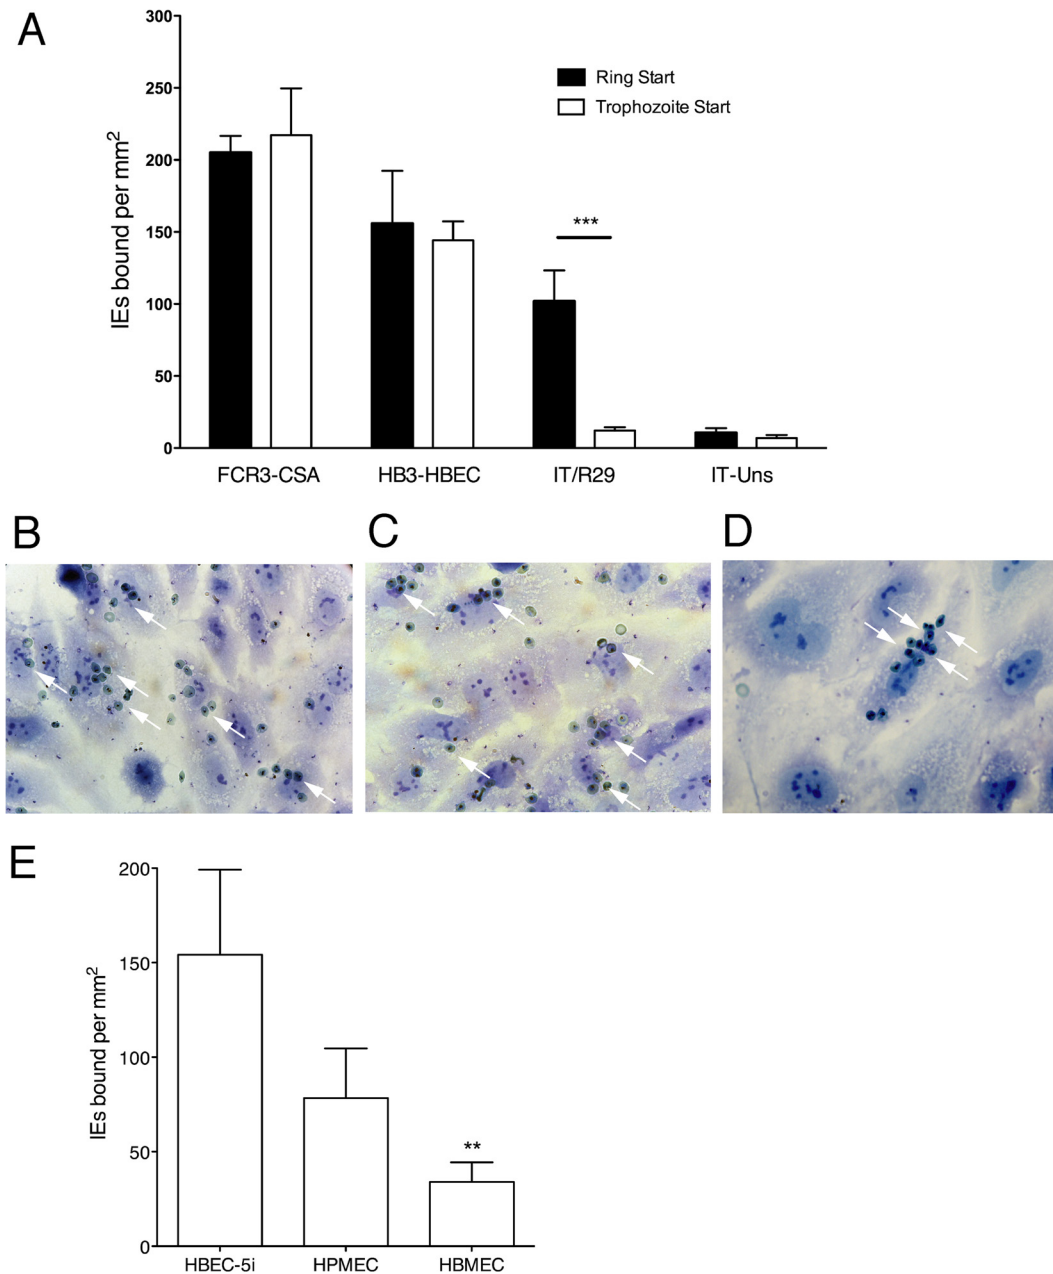 A
300
250
200
150
100
50
0
IEs bound per mm2
Ring Start
Trophozoite Start
***
FCR3-CSA HB3-HBEC IT/R29 IT-Uns
B C D
E
200
150
100
50
0
IEs bound per mm2
**
HBEC-5i HPMEC HBMEC